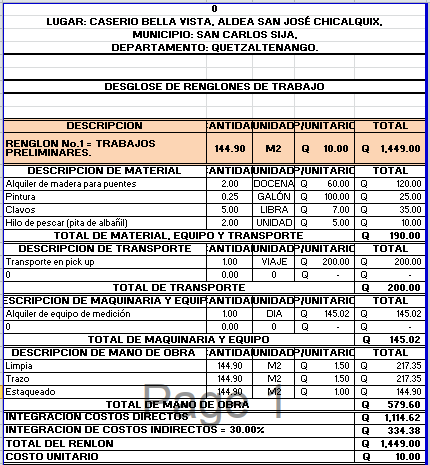 0
LUGAR: CASERIO BELLA VISTA, ALDEA SAN JOSÉ CHICALQUIX,
MUNICIPIO: SAN CARLOS SIJA,
DEPARTAMENTO: QUETZALTENANGO.
DESGLOSE DE RENGLONES DE TRABAJO
DESCRIPCION CANTIDA UNIDAD P/UNITARIO TOTAL
RENGLON No.1 = TRABAJOS PRELIMINARES. 144.90 M2 Q 10.00 Q 1,449.00
DESCRIPCION DE MATERIAL CANTIDA UNIDAD P/UNITARIO TOTAL
Alquiler de madera para puentes 2.00 DOCENA Q 60.00 Q 120.00
Pintura 0.25 GALÓN Q 100.00 Q 25.00
Clavos 5.00 LIBRA Q 7.00 Q 35.00
Hilo de pescar (pita de albañil) 2.00 UNIDAD Q 5.00 Q 10.00
TOTAL DE MATERIAL, EQUIPO Y TRANSPORTE Q 190.00
DESCRIPCION DE TRANSPORTE CANTIDA UNIDAD P/UNITARIO TOTAL
Transporte en pick up 1.00 VIAJE Q 200.00 Q 200.00
0 0.00 0 Q - Q -
TOTAL DE TRANSPORTE Q 200.00
ESCRIPCION DE MAQUINARIA Y EQUIP CANTIDA UNIDAD P/UNITARIO TOTAL
Alquiler de equipo de medición 1.00 DIA Q 145.02 Q 145.02
0 0.00 0 Q - Q -
TOTAL DE MAQUINARIA Y EQUIPO Q 145.02
DESCRIPCION DE MANO DE OBRA CANTIDA UNIDAD P/UNITARIO TOTAL
Limpia 144.90 M2 Q 1.50 Q 217.35
Trazo 144.90 M2 Q 1.50 Q 217.35
Estaqueado 144.90 M2 Q 1.00 Q 144.90
TOTAL DE MANO DE OBRA Q 579.60
INTEGRACION COSTOS DIRECTOS Q 1,114.62
INTEGRACION DE COSTOS INDIRECTOS = 30.00% Q 334.38
TOTAL DEL RENLON Q 1,449.00
COSTO UNITARIO Q 10.00
Page 1